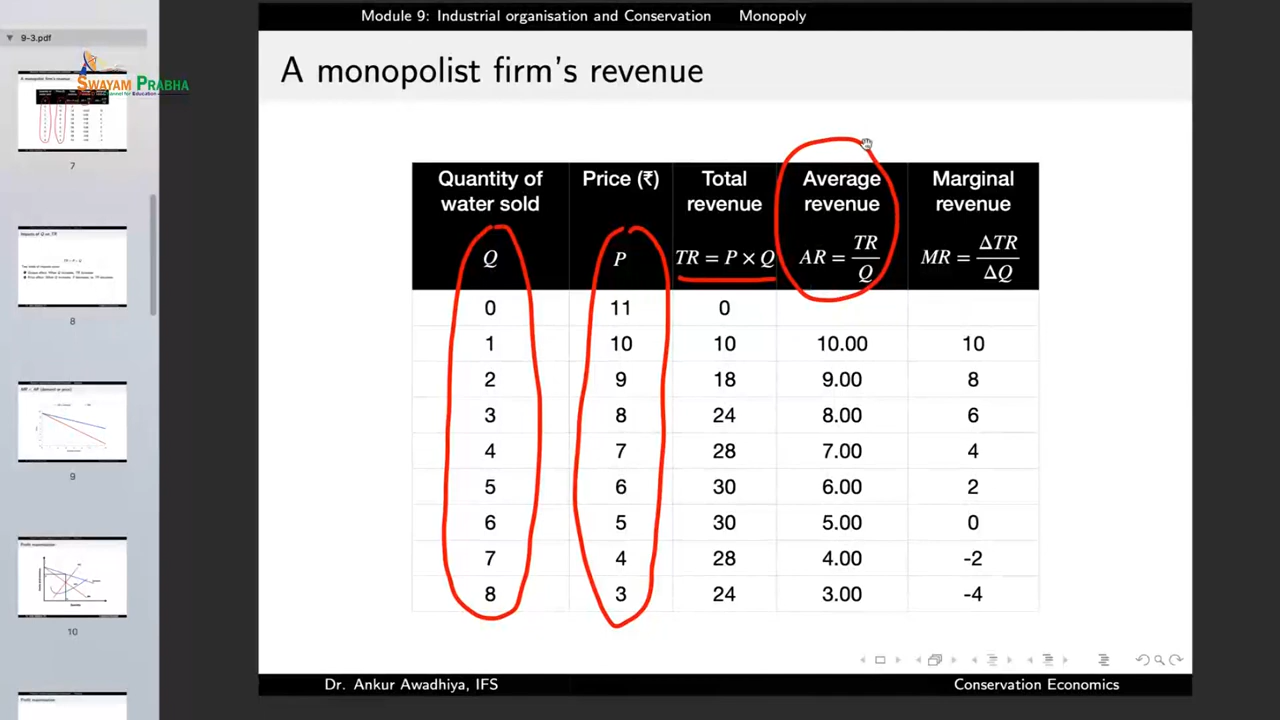 Module 9: Industrial organisation and Conservation Monopoly
9-3.pdf
SWAYAM PRABHA
A monopolist firm's revenue
Quantity of water sold Price (₹) Total revenue Average revenue Marginal revenue
Q P TR = P × Q AR = TR/Q MR = ΔTR/ΔQ
0 11 0
1 10 10 10.00 10
2 9 18 9.00 8
3 8 24 8.00 6
4 7 28 7.00 4
5 6 30 6.00 2
6 5 30 5.00 0
7 4 28 4.00 -2
8 3 24 3.00 -4
7
8
9
10
Dr. Ankur Awadhiya, IFS Conservation Economics